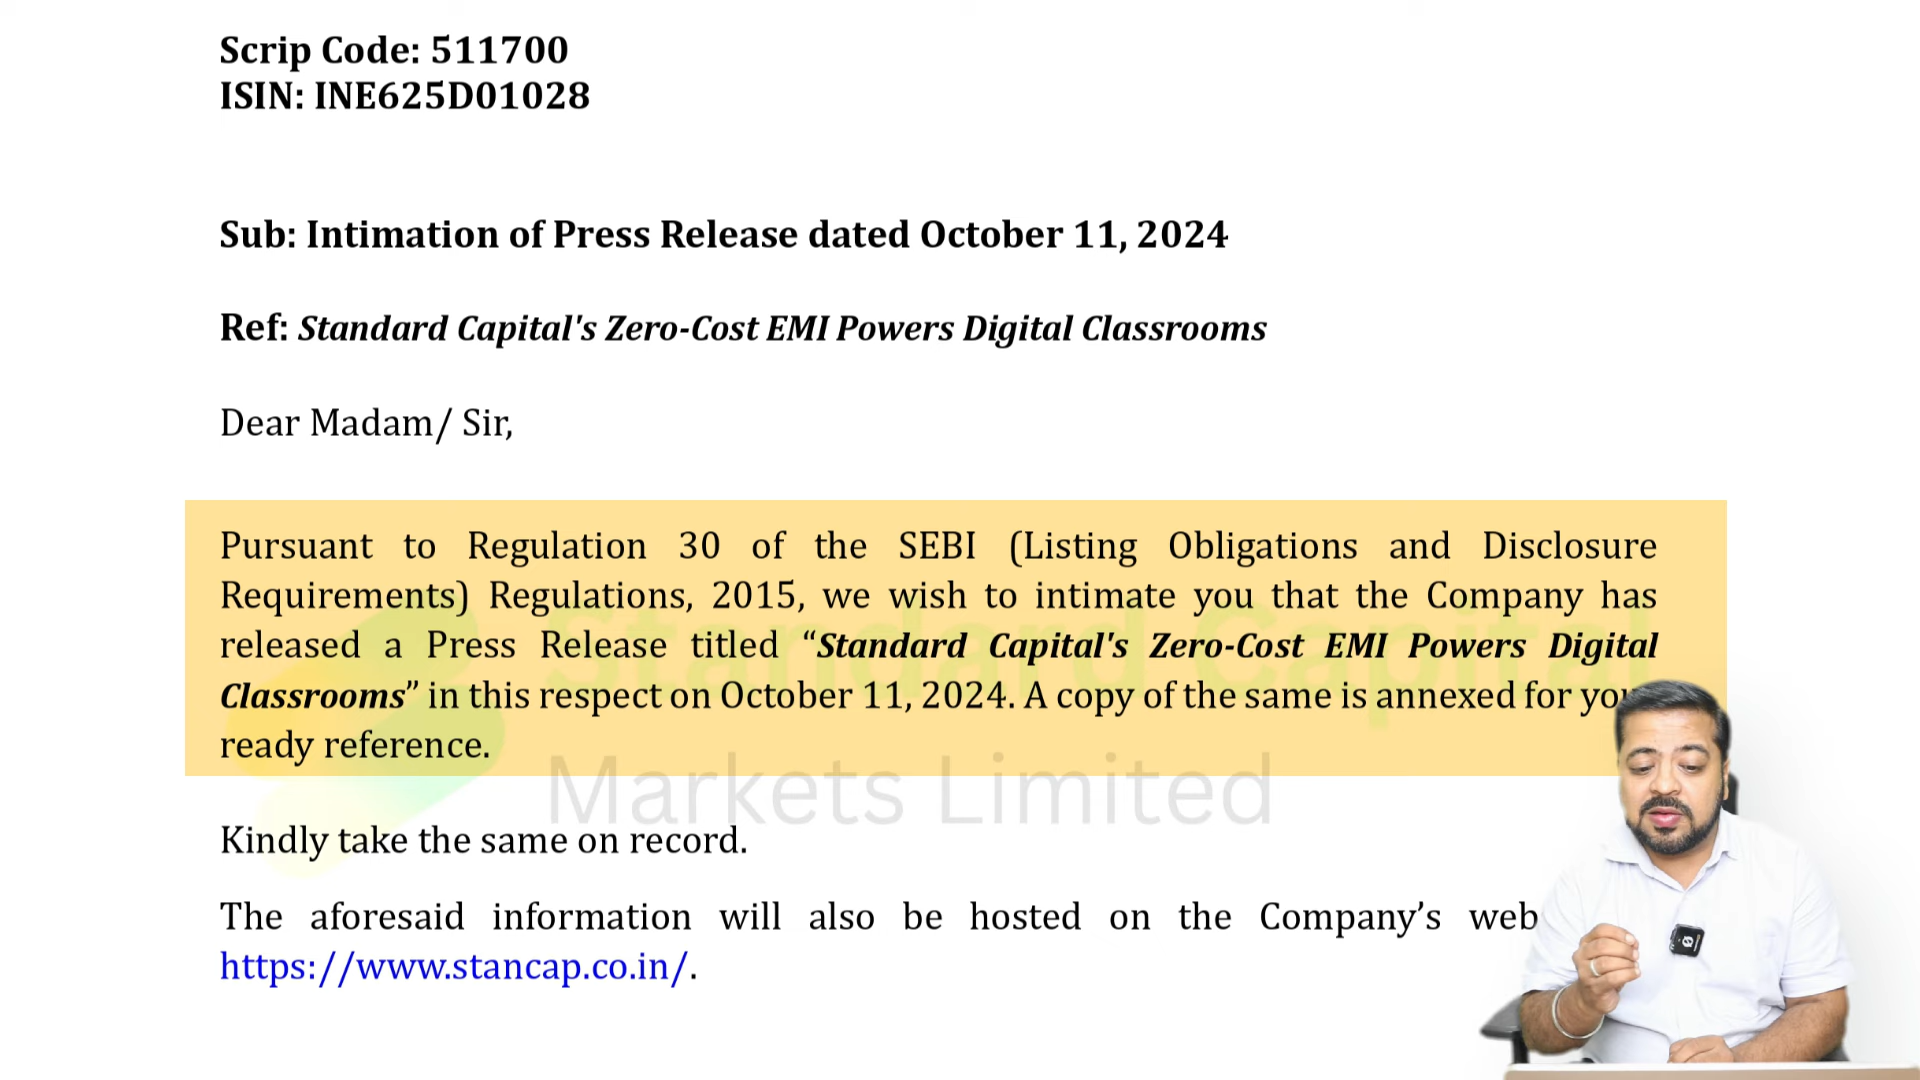 Scrip Code: 511700
ISIN: INE625D01028
Sub: Intimation of Press Release dated October 11, 2024
Ref: Standard Capital's Zero-Cost EMI Powers Digital Classrooms
Dear Madam/ Sir,
Pursuant to Regulation 30 of the SEBI (Listing Obligations and Disclosure
Requirements) Regulations, 2015, we wish to intimate you that the Company has
released a Press Release titled “Standard Capital's Zero-Cost EMI Powers Digital
Classrooms” in this respect on October 11, 2024. A copy of the same is annexed for
ready reference.
Standard Capital
Markets Limited
Kindly take the same on record.
The aforesaid information will also be hosted on the Company’s web
https://www.stancap.co.in/.